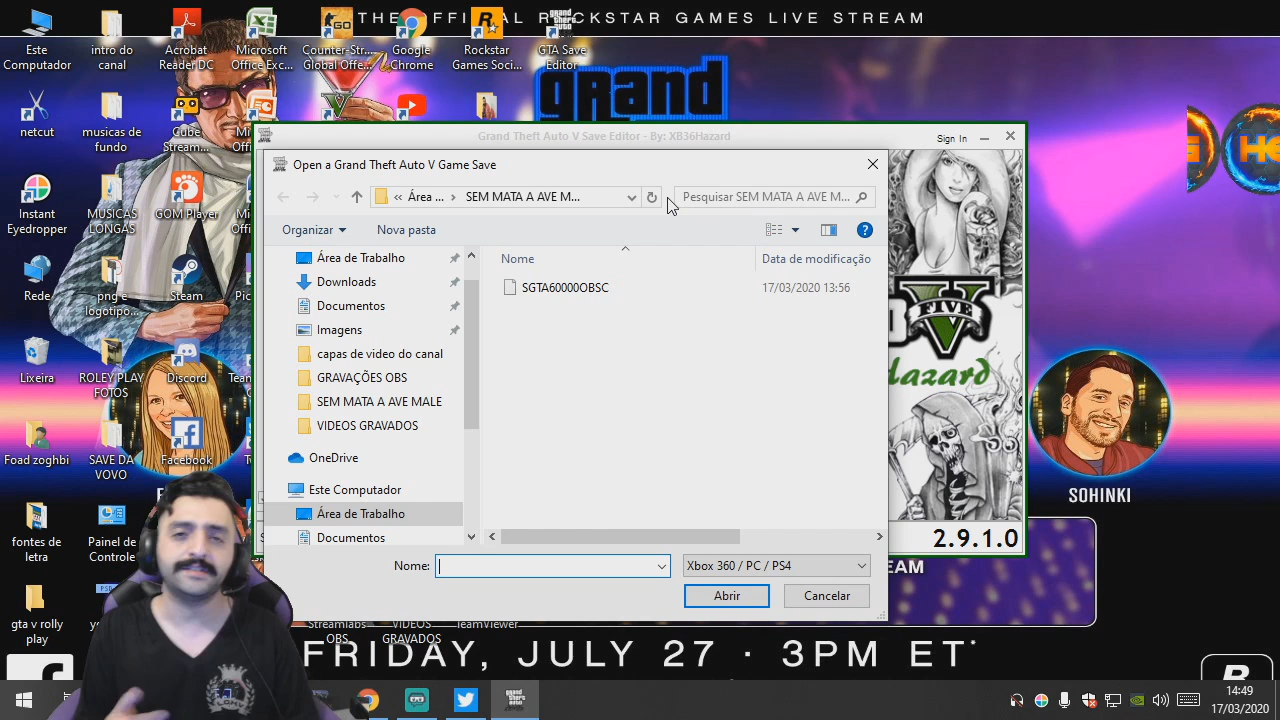 THE OFFICIAL ROCKSTAR GAMES LIVE STREAM
Este
Computador
intro do
canal
Acrobat
Reader DC
Microsoft
Office Exc...
Counter-Str...
Global Offe...
Google
Chrome
Rockstar
Games Soci...
GTA Save
Editor
grand
netcut
musicas de
fundo
Cube
Stream...
Instant
Eyedropper
MUSICAS
LONGAS
GOM Player
Rede
png e
logotipo...
Steam
Lixeira
ROLEY PLAY
FOTOS
Discord
Foad zoghbi
SAVE DA
VOVO
Facebook
fontes de
letra
Painel de
Controle
gta v rolly
play
Streamlabs
OBS
VIDEOS
GRAVADOS
TeamViewer
Grand Theft Auto V Save Editor - By: XB36Hazard
Sign In
Open a Grand Theft Auto V Game Save
« Área ... › SEM MATA A AVE M...
Pesquisar SEM MATA A AVE M...
Organizar
Nova pasta
Área de Trabalho
Downloads
Documentos
Imagens
capas de video do canal
GRAVAÇÕES OBS
SEM MATA A AVE MALE
VIDEOS GRAVADOS
OneDrive
Este Computador
Área de Trabalho
Documentos
Nome
Data de modificação
SGTA60000OBSC
17/03/2020 13:56
Nome:
Xbox 360 / PC / PS4
Abrir
Cancelar
FIVE
2.9.1.0
SOHINKI
FRIDAY, JULY 27 · 3PM ET*
14:49
17/03/2020